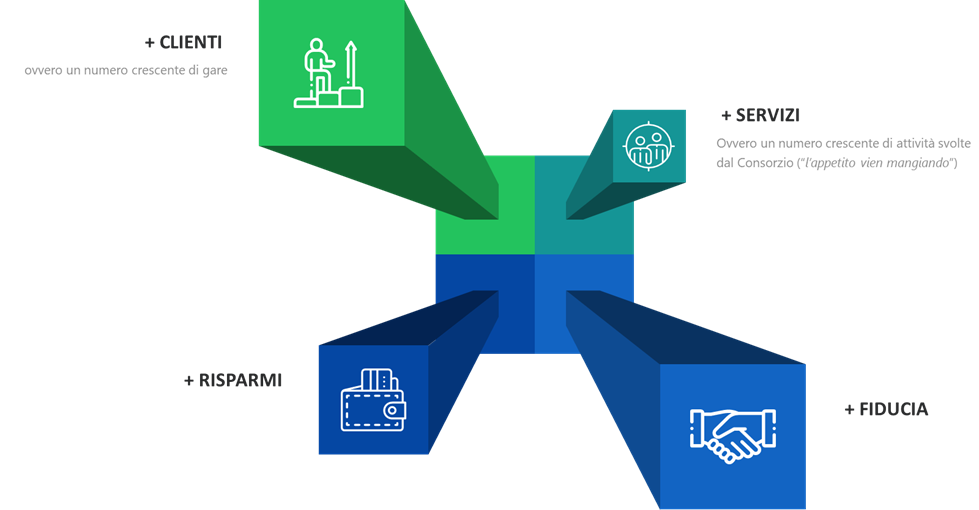 + CLIENTI
ovvero un numero crescente di gare
+ SERVIZI
Ovvero un numero crescente di attività svolte
dal Consorzio ("l'appetito vien mangiando")
+ RISPARMI
+ FIDUCIA